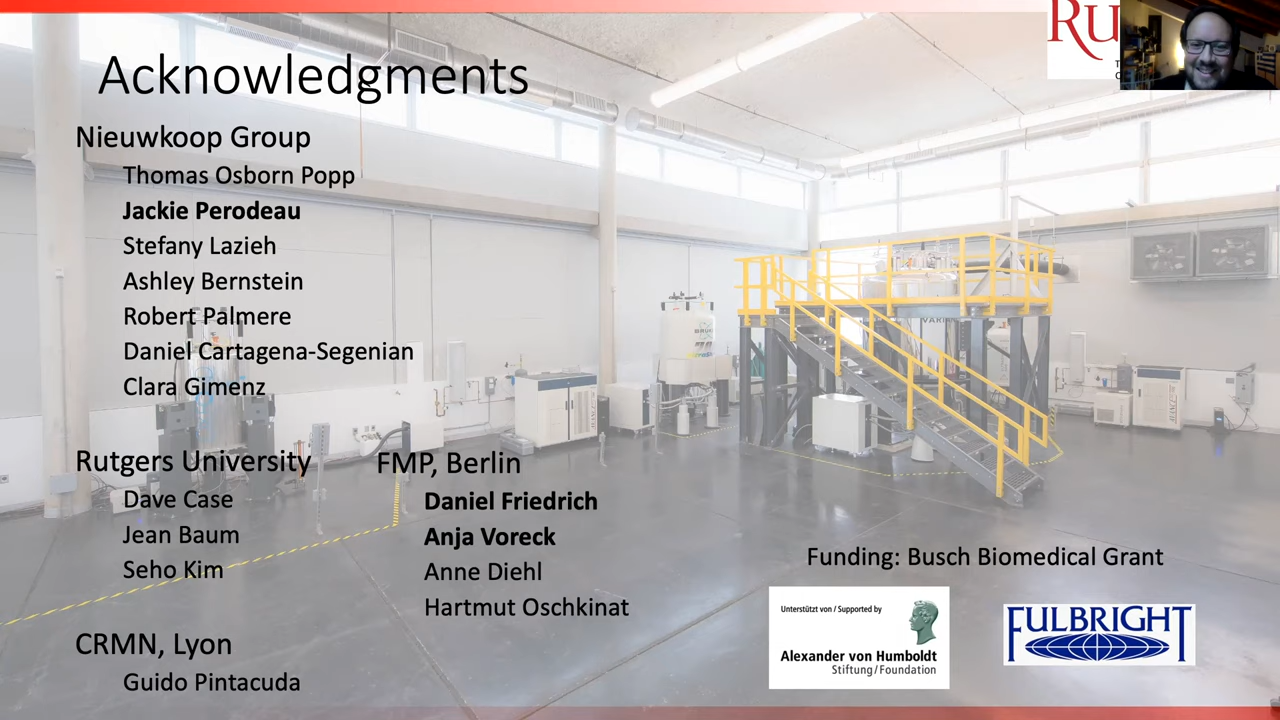 Acknowledgments
Ru
Nieuwkoop Group
Thomas Osborn Popp
Jackie Perodeau
Stefany Lazieh
Ashley Bernstein
Robert Palmere
Daniel Cartagena-Segenian
Clara Gimenz
Rutgers University
Dave Case
Jean Baum
Seho Kim
FMP, Berlin
Daniel Friedrich
Anja Voreck
Anne Diehl
Hartmut Oschkinat
CRMN, Lyon
Guido Pintacuda
Funding: Busch Biomedical Grant
Unterstützt von / Supported by
Alexander von Humboldt
Stiftung/Foundation
FULBRIGHT